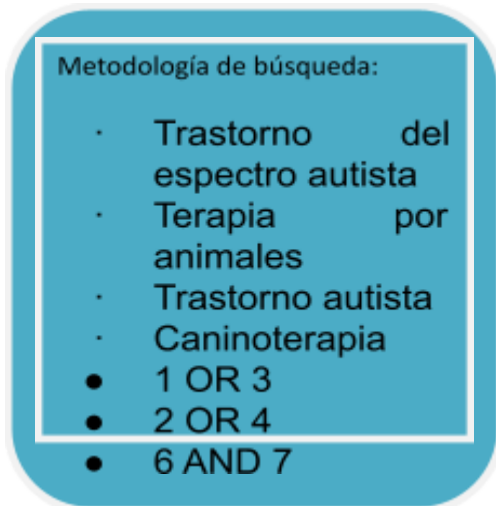 Metodología de búsqueda:
· Trastorno del
espectro autista
· Terapia por
animales
· Trastorno autista
· Caninoterapia
● 1 OR 3
● 2 OR 4
● 6 AND 7